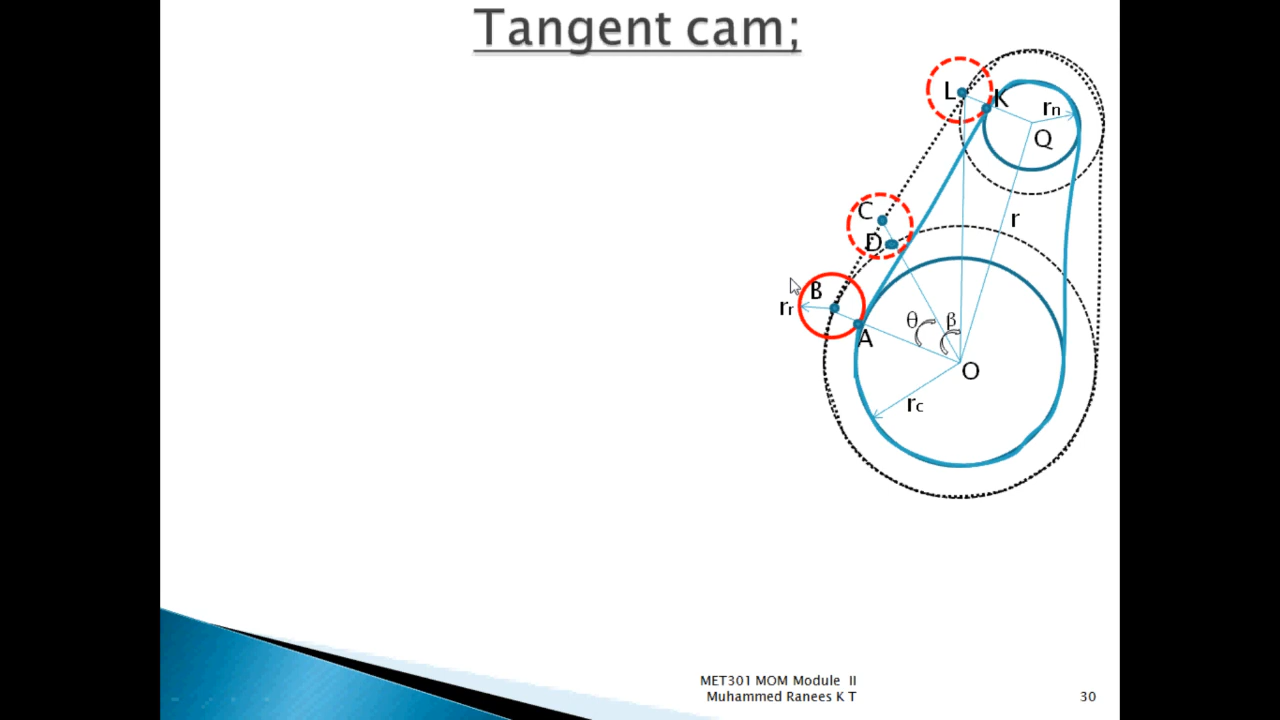 Tangent cam;
L
K
rn
Q
C
r
D
B
rr
θ
β
A
O
rc
MET301 MOM Module II
Muhammed Ranees K T
30